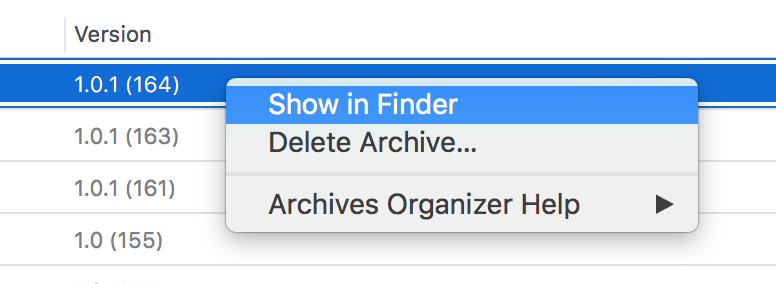 Version
1.0.1 (164)
Show in Finder
1.0.1 (163)
Delete Archive...
1.0.1 (161)
Archives Organizer Help
1.0 (155)